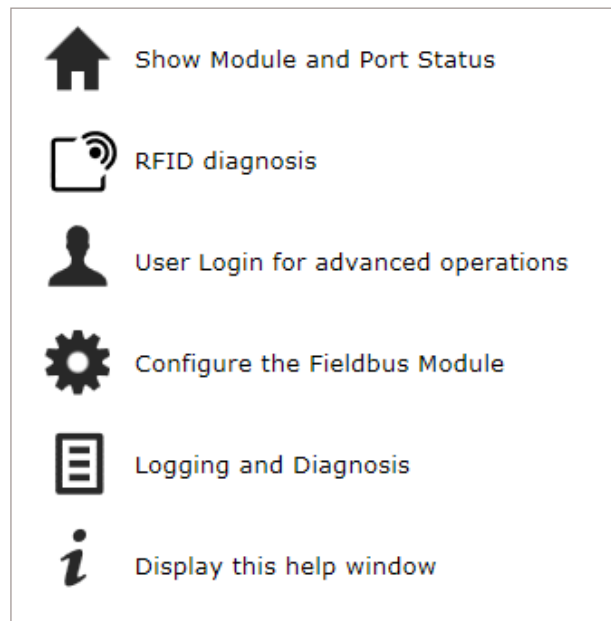 Show Module and Port Status
RFID diagnosis
User Login for advanced operations
Configure the Fieldbus Module
Logging and Diagnosis
Display this help window